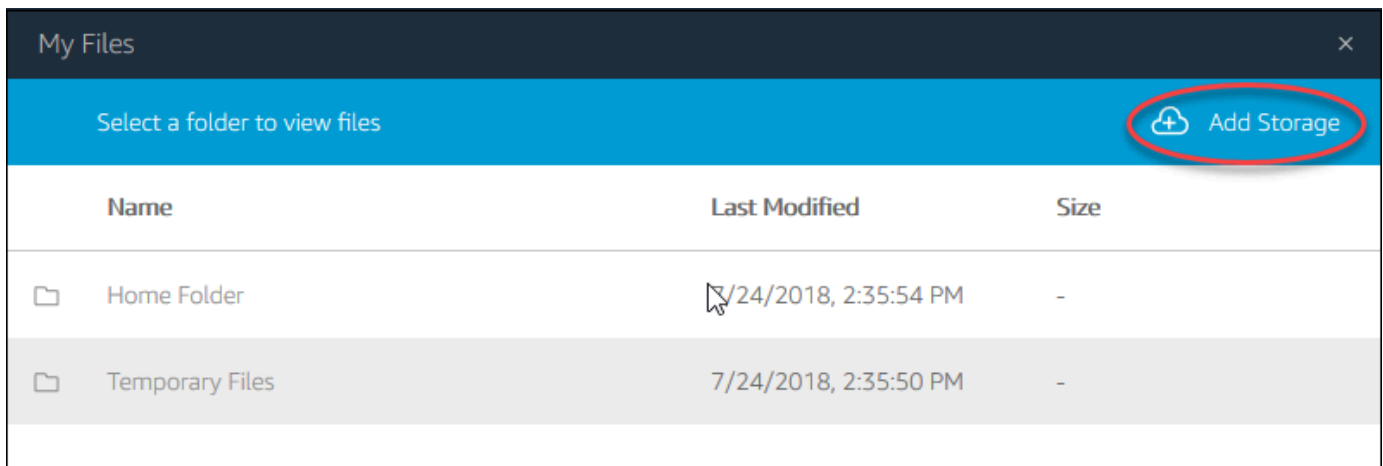 My Files ×
Select a folder to view files Add Storage
Name Last Modified Size
Home Folder 7/24/2018, 2:35:54 PM -
Temporary Files 7/24/2018, 2:35:50 PM -